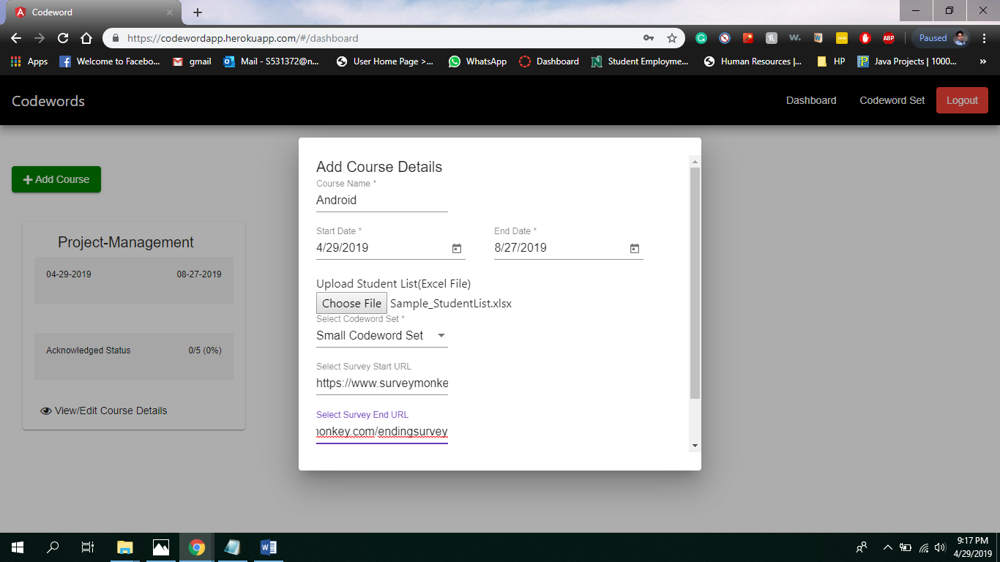 Codeword
https://codewordapp.herokuapp.com/#/dashboard
Paused
Apps
Welcome to Facebo...
gmail
Mail - S531372@n...
User Home Page >...
WhatsApp
Dashboard
Student Employme...
Human Resources |...
HP
Java Projects | 1000...
»
Codewords
Dashboard
Codeword Set
Logout
Add Course
Project-Management
04-29-2019 08-27-2019
Acknowledged Status 0/5 (0%)
View/Edit Course Details
Add Course Details
Course Name *
Android
Start Date * End Date *
4/29/2019 8/27/2019
Upload Student List(Excel File)
Choose File Sample_StudentList.xlsx
Select Codeword Set *
Small Codeword Set
Select Survey Start URL
https://www.surveymonke
Select Survey End URL
onkey.com/endingsurvey
9:17 PM
4/29/2019